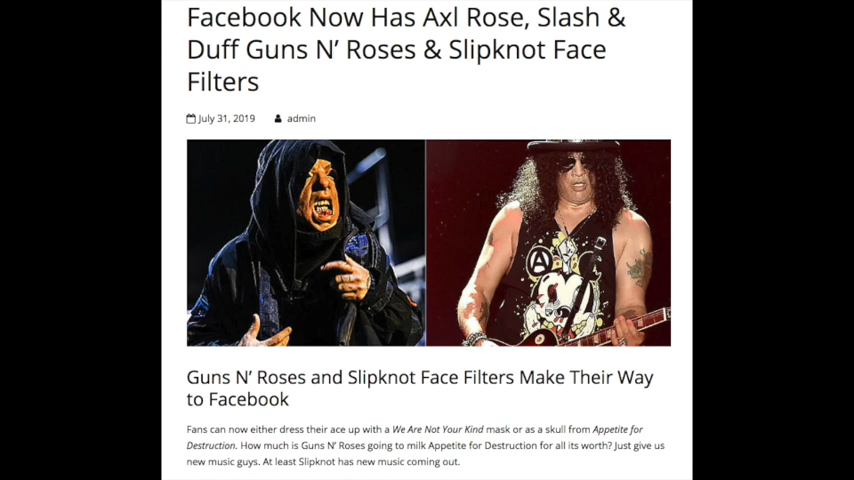 Facebook Now Has Axl Rose, Slash &
Duff Guns N’ Roses & Slipknot Face
Filters
July 31, 2019 admin
Guns N’ Roses and Slipknot Face Filters Make Their Way
to Facebook
Fans can now either dress their ace up with a We Are Not Your Kind mask or as a skull from Appetite for
Destruction. How much is Guns N’ Roses going to milk Appetite for Destruction for all its worth? Just give us
new music guys. At least Slipknot has new music coming out.